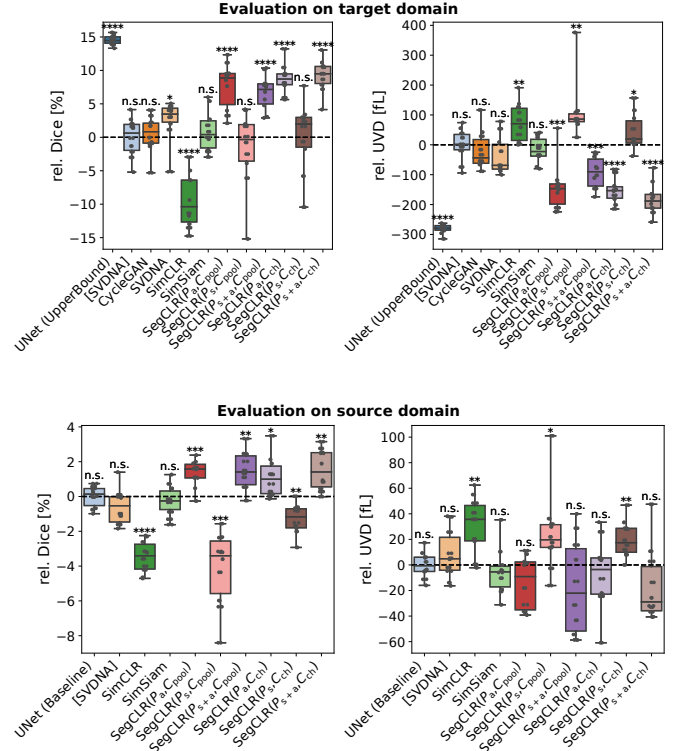 Evaluation on target domain
rel. Dice [%]
15
10
5
0
−5
−10
−15
****
n.s.
n.s.
*
****
n.s.
****
n.s.
****
****
n.s.
****
UNet (UpperBound)
[SVDNA]
CycleGAN
SVDNA
SimCLR
SimSiam
SegCLR(Pa,Cpool)
SegCLR(Ps,Cpool)
SegCLR(Ps+a,Cpool)
SegCLR(Pa,Cch)
SegCLR(Ps,Cch)
SegCLR(Ps+a,Cch)
rel. UVD [fL]
400
300
200
100
0
−100
−200
−300
****
n.s.
n.s.
n.s.
**
n.s.
***
**
***
****
*
****
UNet (UpperBound)
[SVDNA]
CycleGAN
SVDNA
SimCLR
SimSiam
SegCLR(Pa,Cpool)
SegCLR(Ps,Cpool)
SegCLR(Ps+a,Cpool)
SegCLR(Pa,Cch)
SegCLR(Ps,Cch)
SegCLR(Ps+a,Cch)
Evaluation on source domain
rel. Dice [%]
4
2
0
−2
−4
−6
−8
n.s.
n.s.
****
n.s.
***
***
**
*
**
**
UNet (Baseline)
[SVDNA]
SimCLR
SimSiam
SegCLR(Pa,Cpool)
SegCLR(Ps,Cpool)
SegCLR(Ps+a,Cpool)
SegCLR(Pa,Cch)
SegCLR(Ps,Cch)
SegCLR(Ps+a,Cch)
rel. UVD [fL]
100
80
60
40
20
0
−20
−40
−60
n.s.
n.s.
**
n.s.
n.s.
*
n.s.
n.s.
**
n.s.
UNet (Baseline)
[SVDNA]
SimCLR
SimSiam
SegCLR(Pa,Cpool)
SegCLR(Ps,Cpool)
SegCLR(Ps+a,Cpool)
SegCLR(Pa,Cch)
SegCLR(Ps,Cch)
SegCLR(Ps+a,Cch)